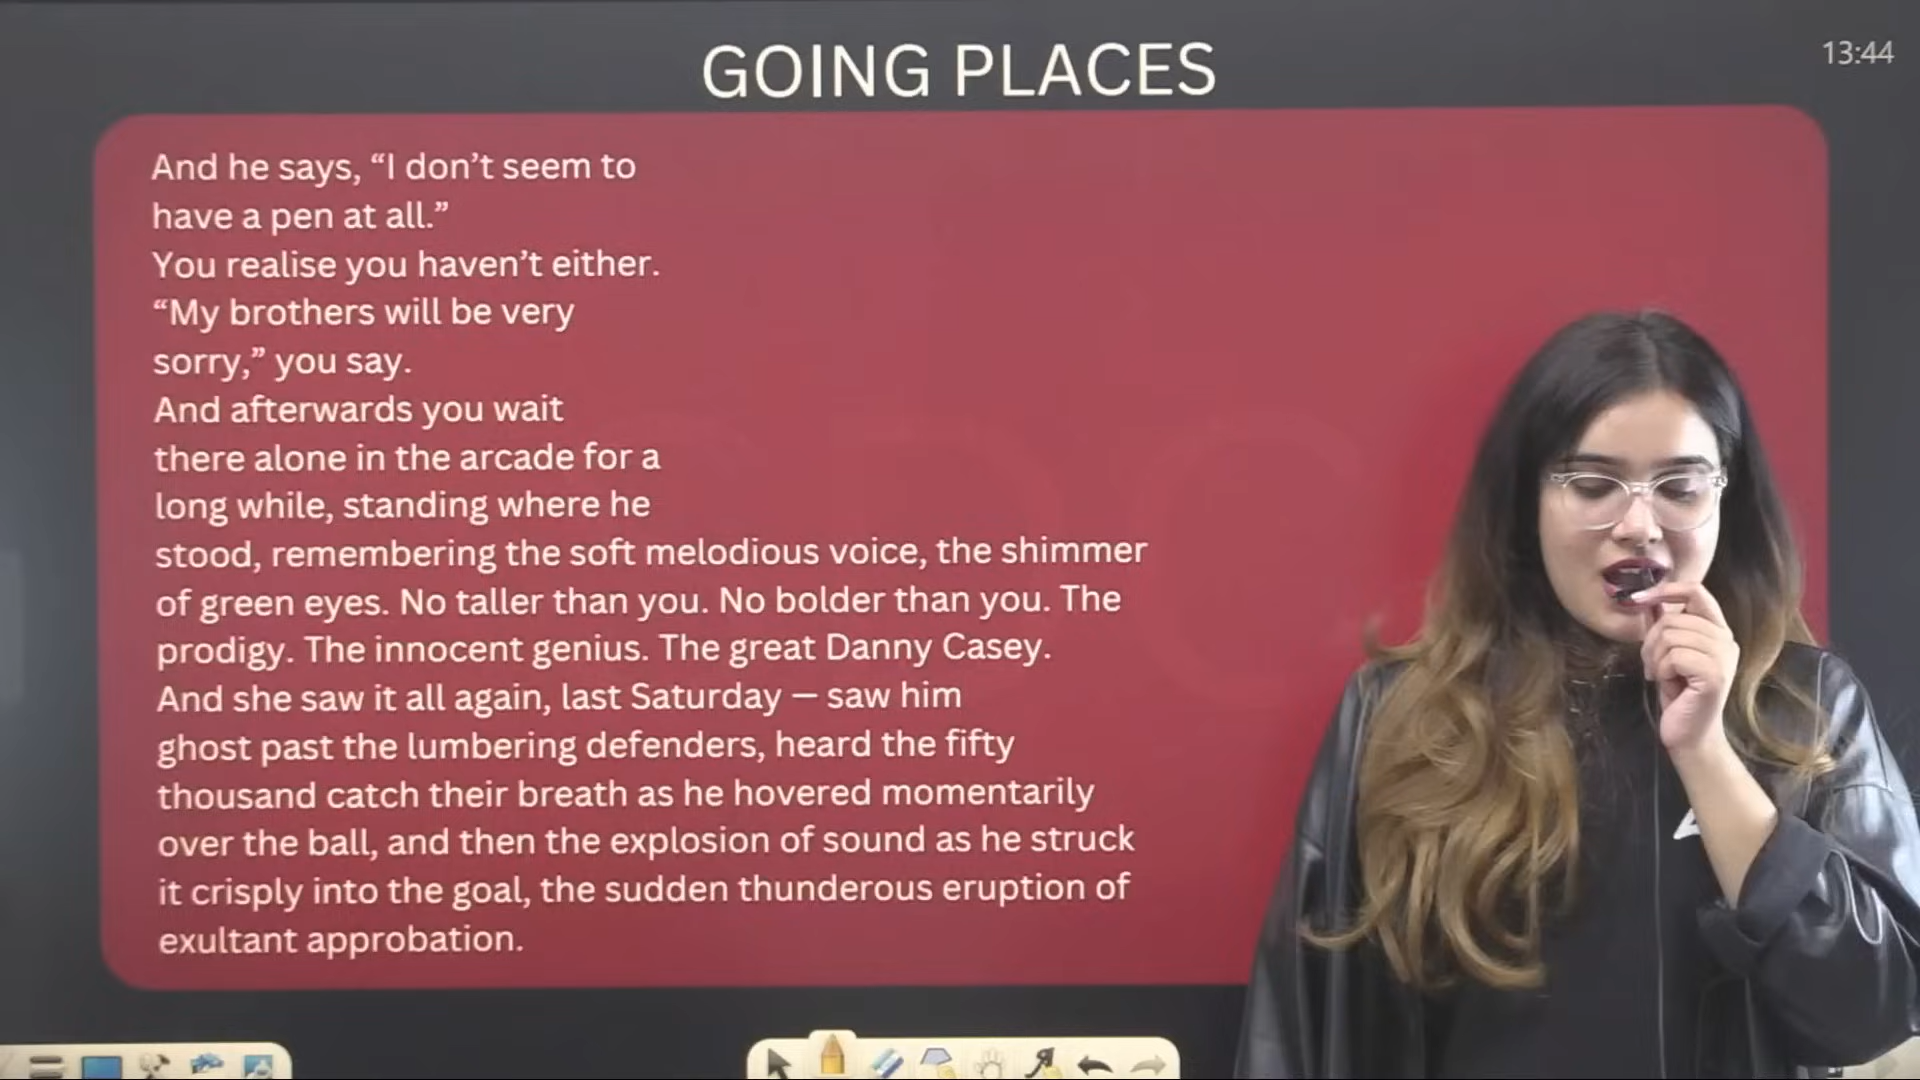 GOING PLACES
13:44
And he says, “I don’t seem to
have a pen at all.”
You realise you haven’t either.
“My brothers will be very
sorry,” you say.
And afterwards you wait
there alone in the arcade for a
long while, standing where he
stood, remembering the soft melodious voice, the shimmer
of green eyes. No taller than you. No bolder than you. The
prodigy. The innocent genius. The great Danny Casey.
And she saw it all again, last Saturday — saw him
ghost past the lumbering defenders, heard the fifty
thousand catch their breath as he hovered momentarily
over the ball, and then the explosion of sound as he struck
it crisply into the goal, the sudden thunderous eruption of
exultant approbation.